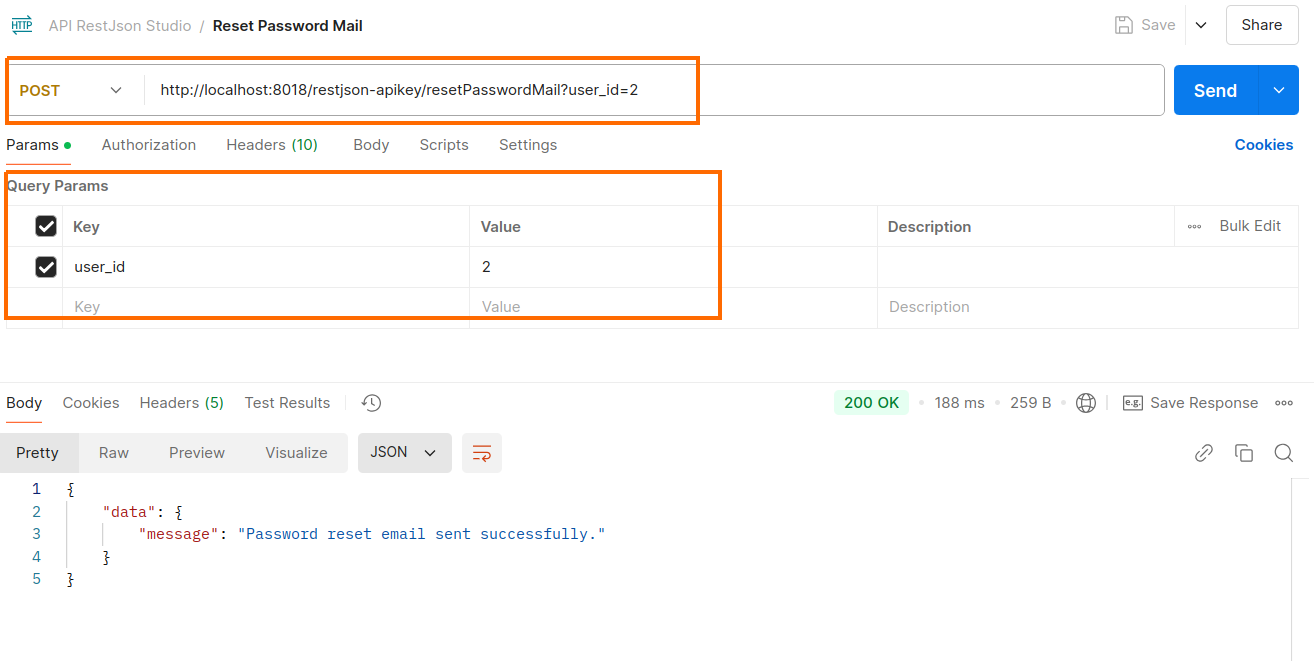 HTTP API RestJson Studio / Reset Password Mail Save Share
POST http://localhost:8018/restjson-apikey/resetPasswordMail?user_id=2 Send
Params Authorization Headers (10) Body Scripts Settings Cookies
Query Params
Key Value Description Bulk Edit
user_id 2
Key Value Description
Body Cookies Headers (5) Test Results 200 OK 188 ms 259 B e.g. Save Response
Pretty Raw Preview Visualize JSON
1 {
2 "data": {
3 "message": "Password reset email sent successfully."
4 }
5 }